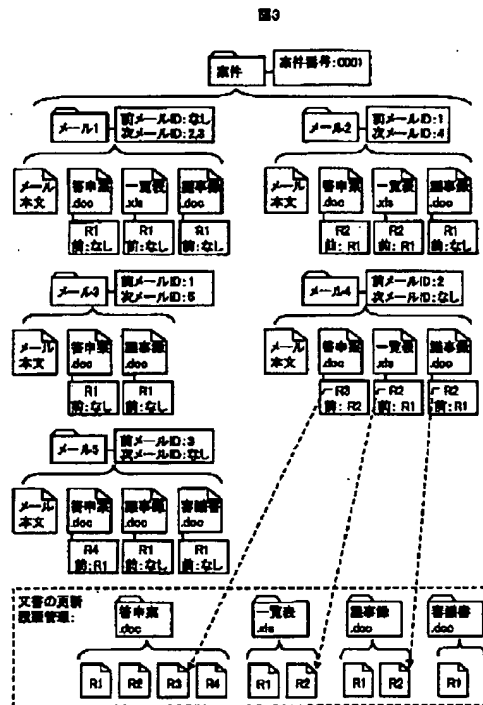 図3
案件
案件番号:0001
メール1
前メールID:なし
次メールID:2,3
メール2
前メールID:1
次メールID:4
メール
本文
答申案
.doc
一覧表
.xls
議事録
.doc
メール
本文
答申案
.doc
一覧表
.xls
議事録
.doc
R1
前:なし
R1
前:なし
R1
前:なし
R2
前:R1
R2
前:R1
R1
前:なし
メール3
前メールID:1
次メールID:5
メール4
前メールID:2
次メールID:なし
メール
本文
答申案
.doc
議事録
.doc
メール
本文
答申案
.doc
一覧表
.xls
議事録
.doc
R1
前:なし
R1
前:なし
R3
前:R2
R2
前:R1
R2
前:R1
メール5
前メールID:3
次メールID:なし
メール
本文
答申案
.doc
議事録
.doc
審議書
.doc
R4
前:R1
R1
前:なし
R1
前:なし
文書の更新
履歴管理:
答申案
.doc
一覧表
.xls
議事録
.doc
審議書
.doc
R1
R2
R3
R4
R1
R2
R1
R2
R1